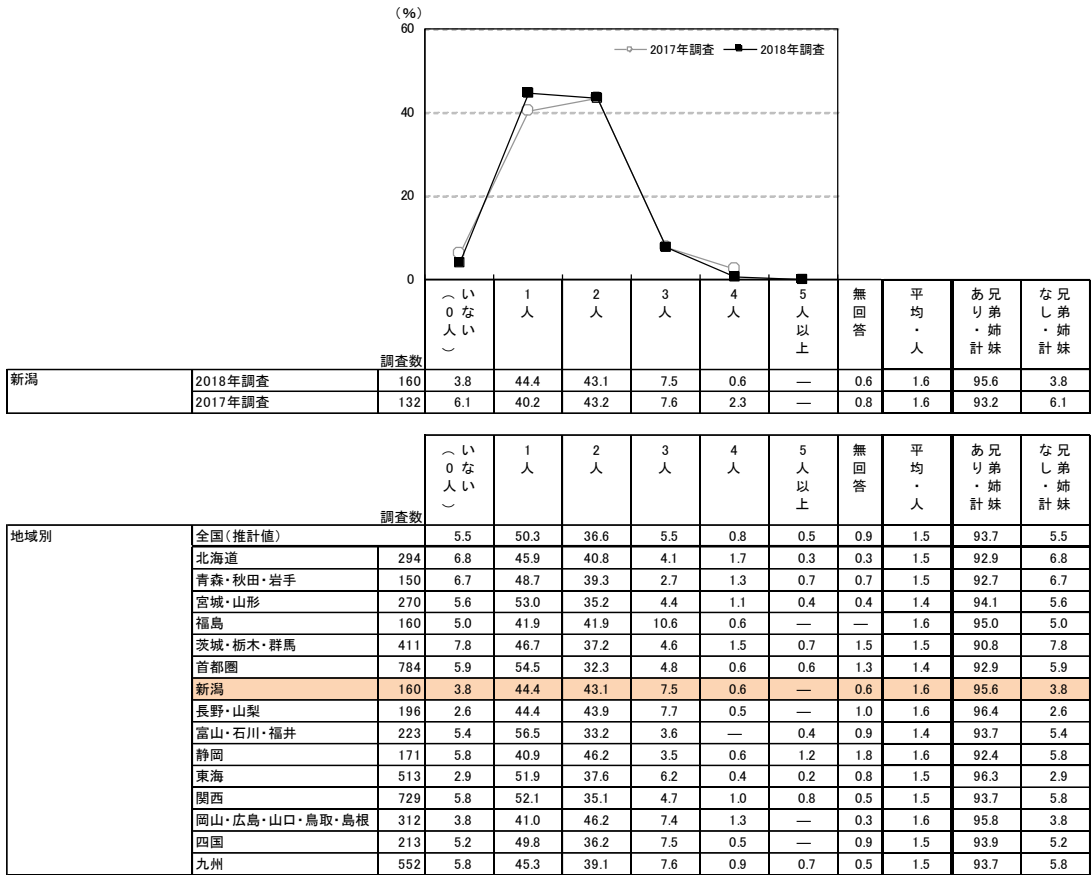 (%)
60
40
20
0
2017年調査 2018年調査
調査数 いない（0人） 1人 2人 3人 4人 5人以上 無回答 平均・人 兄弟姉妹あり・計 兄弟姉妹なし・計
新潟 2018年調査 160 3.8 44.4 43.1 7.5 0.6 — 0.6 1.6 95.6 3.8
2017年調査 132 6.1 40.2 43.2 7.6 2.3 — 0.8 1.6 93.2 6.1
調査数 いない（0人） 1人 2人 3人 4人 5人以上 無回答 平均・人 兄弟姉妹あり・計 兄弟姉妹なし・計
地域別 全国（推計値） 5.5 50.3 36.6 5.5 0.8 0.5 0.9 1.5 93.7 5.5
北海道 294 6.8 45.9 40.8 4.1 1.7 0.3 0.3 1.5 92.9 6.8
青森・秋田・岩手 150 6.7 48.7 39.3 2.7 1.3 0.7 0.7 1.5 92.7 6.7
宮城・山形 270 5.6 53.0 35.2 4.4 1.1 0.4 0.4 1.4 94.1 5.6
福島 160 5.0 41.9 41.9 10.6 0.6 — — 1.6 95.0 5.0
茨城・栃木・群馬 411 7.8 46.7 37.2 4.6 1.5 0.7 1.5 1.5 90.8 7.8
首都圏 784 5.9 54.5 32.3 4.8 0.6 0.6 1.3 1.4 92.9 5.9
新潟 160 3.8 44.4 43.1 7.5 0.6 — 0.6 1.6 95.6 3.8
長野・山梨 196 2.6 44.4 43.9 7.7 0.5 — 1.0 1.6 96.4 2.6
富山・石川・福井 223 5.4 56.5 33.2 3.6 — 0.4 0.9 1.4 93.7 5.4
静岡 171 5.8 40.9 46.2 3.5 0.6 1.2 1.8 1.6 92.4 5.8
東海 513 2.9 51.9 37.6 6.2 0.4 0.2 0.8 1.5 96.3 2.9
関西 729 5.8 52.1 35.1 4.7 1.0 0.8 0.5 1.5 93.7 5.8
岡山・広島・山口・鳥取・島根 312 3.8 41.0 46.2 7.4 1.3 — 0.3 1.6 95.8 3.8
四国 213 5.2 49.8 36.2 7.5 0.5 — 0.9 1.5 93.9 5.2
九州 552 5.8 45.3 39.1 7.6 0.9 0.7 0.5 1.5 93.7 5.8